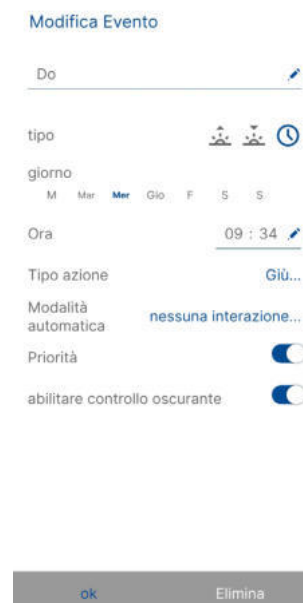 Modifica Evento
Do
tipo
giorno
M Mar Mer Gio F S S
Ora 09 : 34
Tipo azione Giù...
Modalità
automatica nessuna interazione...
Priorità
abilitare controllo oscurante
ok Elimina